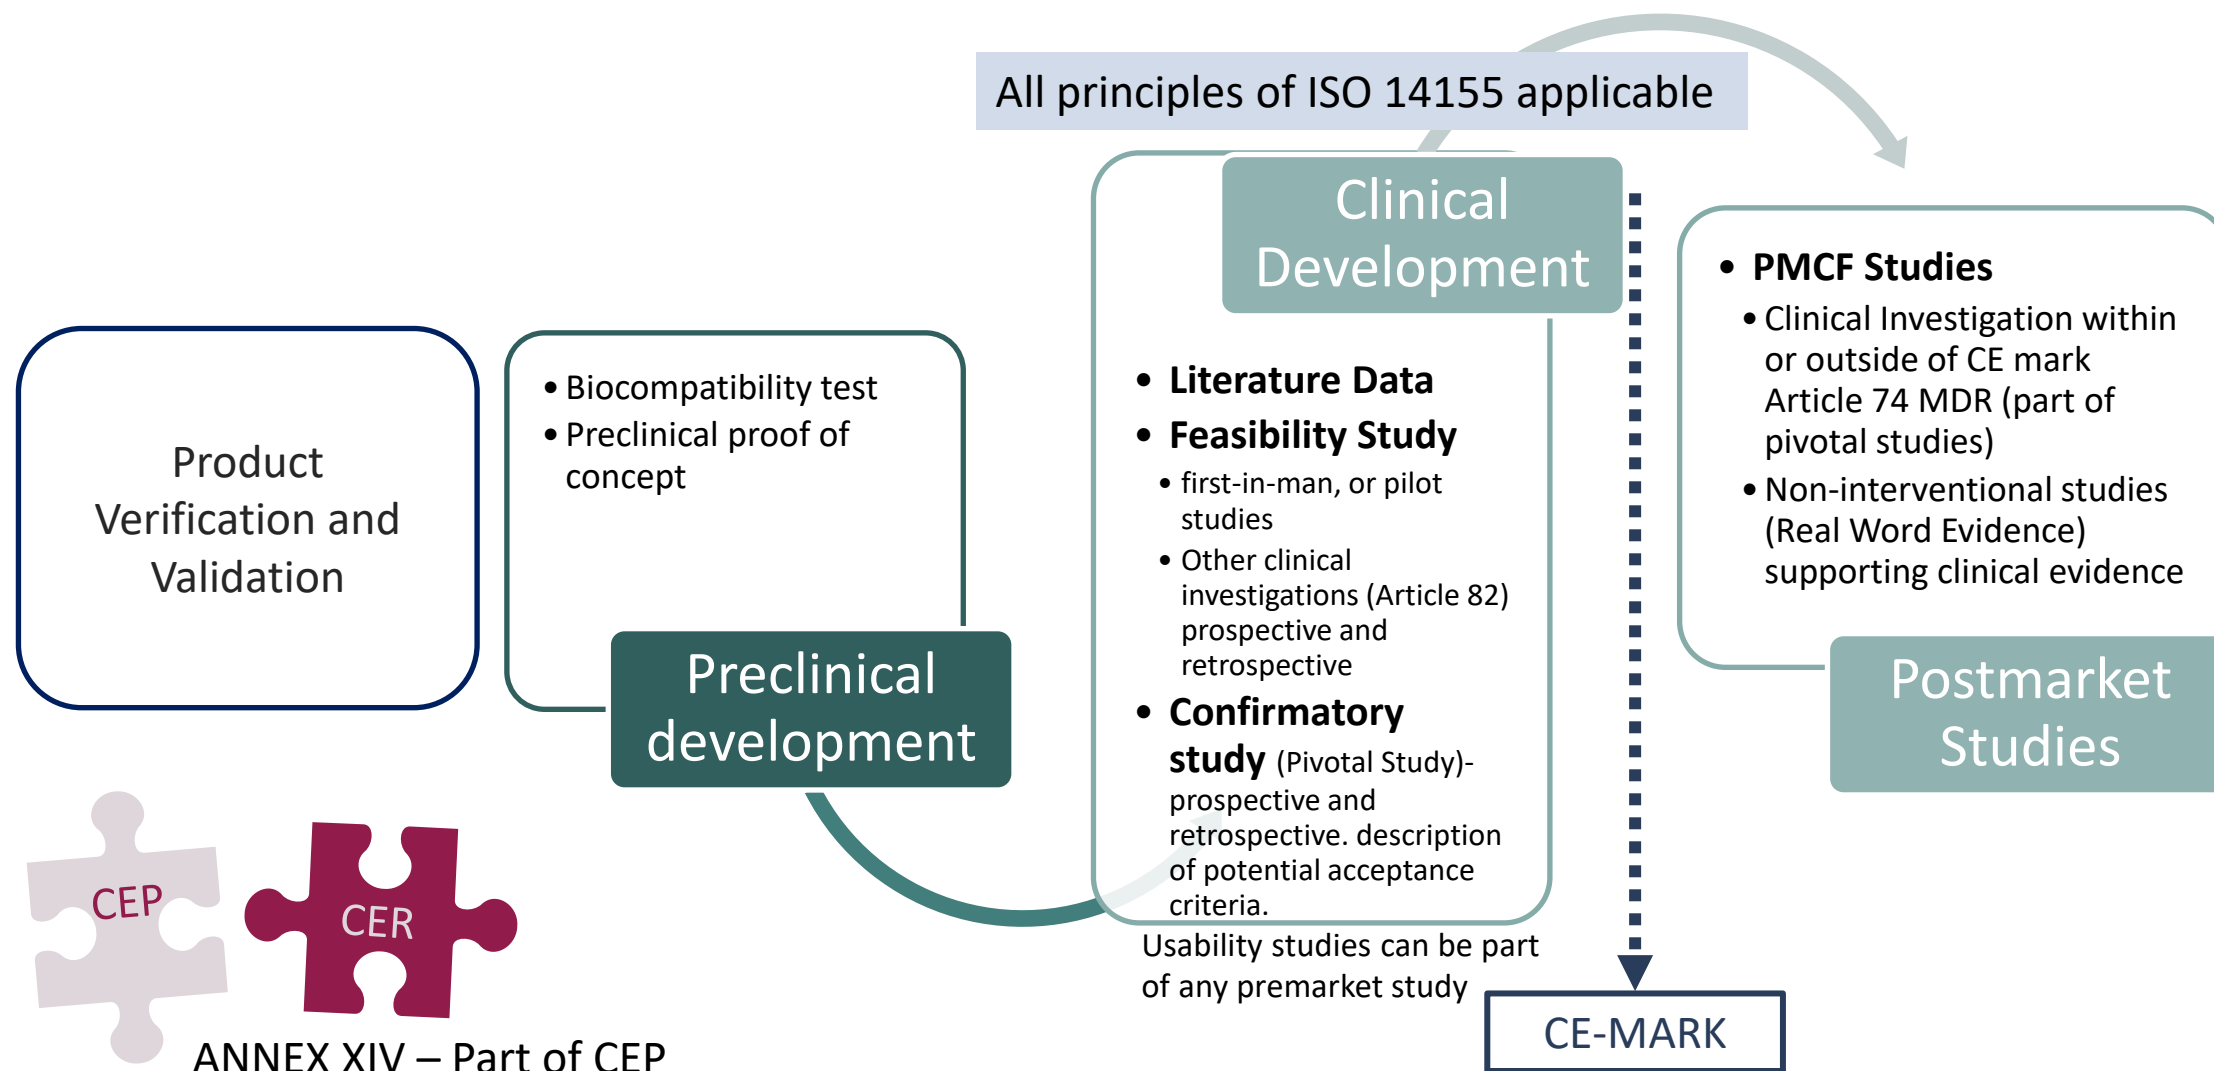 All principles of ISO 14155 applicable
Product
Verification and
Validation
• Biocompatibility test
• Preclinical proof of
concept
Preclinical
development
Clinical
Development
• Literature Data
• Feasibility Study
• first-in-man, or pilot
studies
• Other clinical
investigations (Article 82)
prospective and
retrospective
• Confirmatory
study (Pivotal Study)-
prospective and
retrospective. description
of potential acceptance
criteria.
Usability studies can be part
of any premarket study
CE-MARK
• PMCF Studies
• Clinical Investigation within
or outside of CE mark
Article 74 MDR (part of
pivotal studies)
• Non-interventional studies
(Real Word Evidence)
supporting clinical evidence
Postmarket
Studies
CEP
CER
ANNEX XIV – Part of CEP